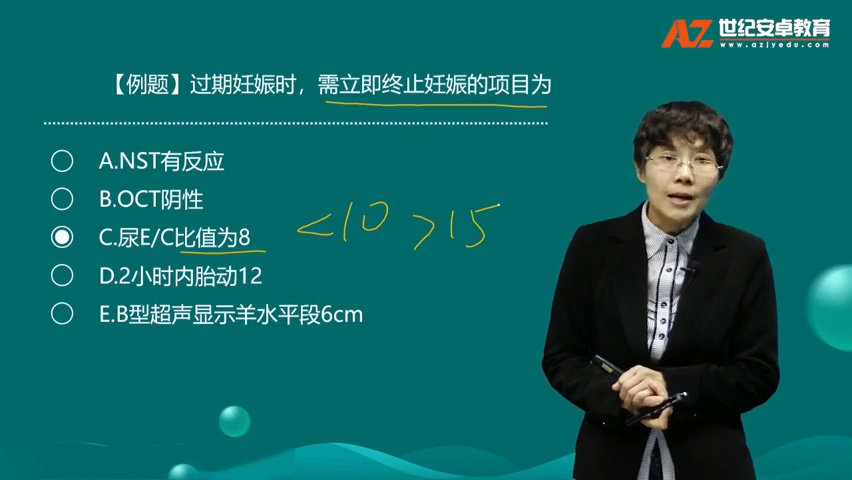 AZ 世纪安卓教育
www.azjyedu.com
【例题】过期妊娠时，需立即终止妊娠的项目为
A.NST有反应
B.OCT阴性
C.尿E/C比值为8 <10 >15
D.2小时内胎动12
E.B型超声显示羊水平段6cm